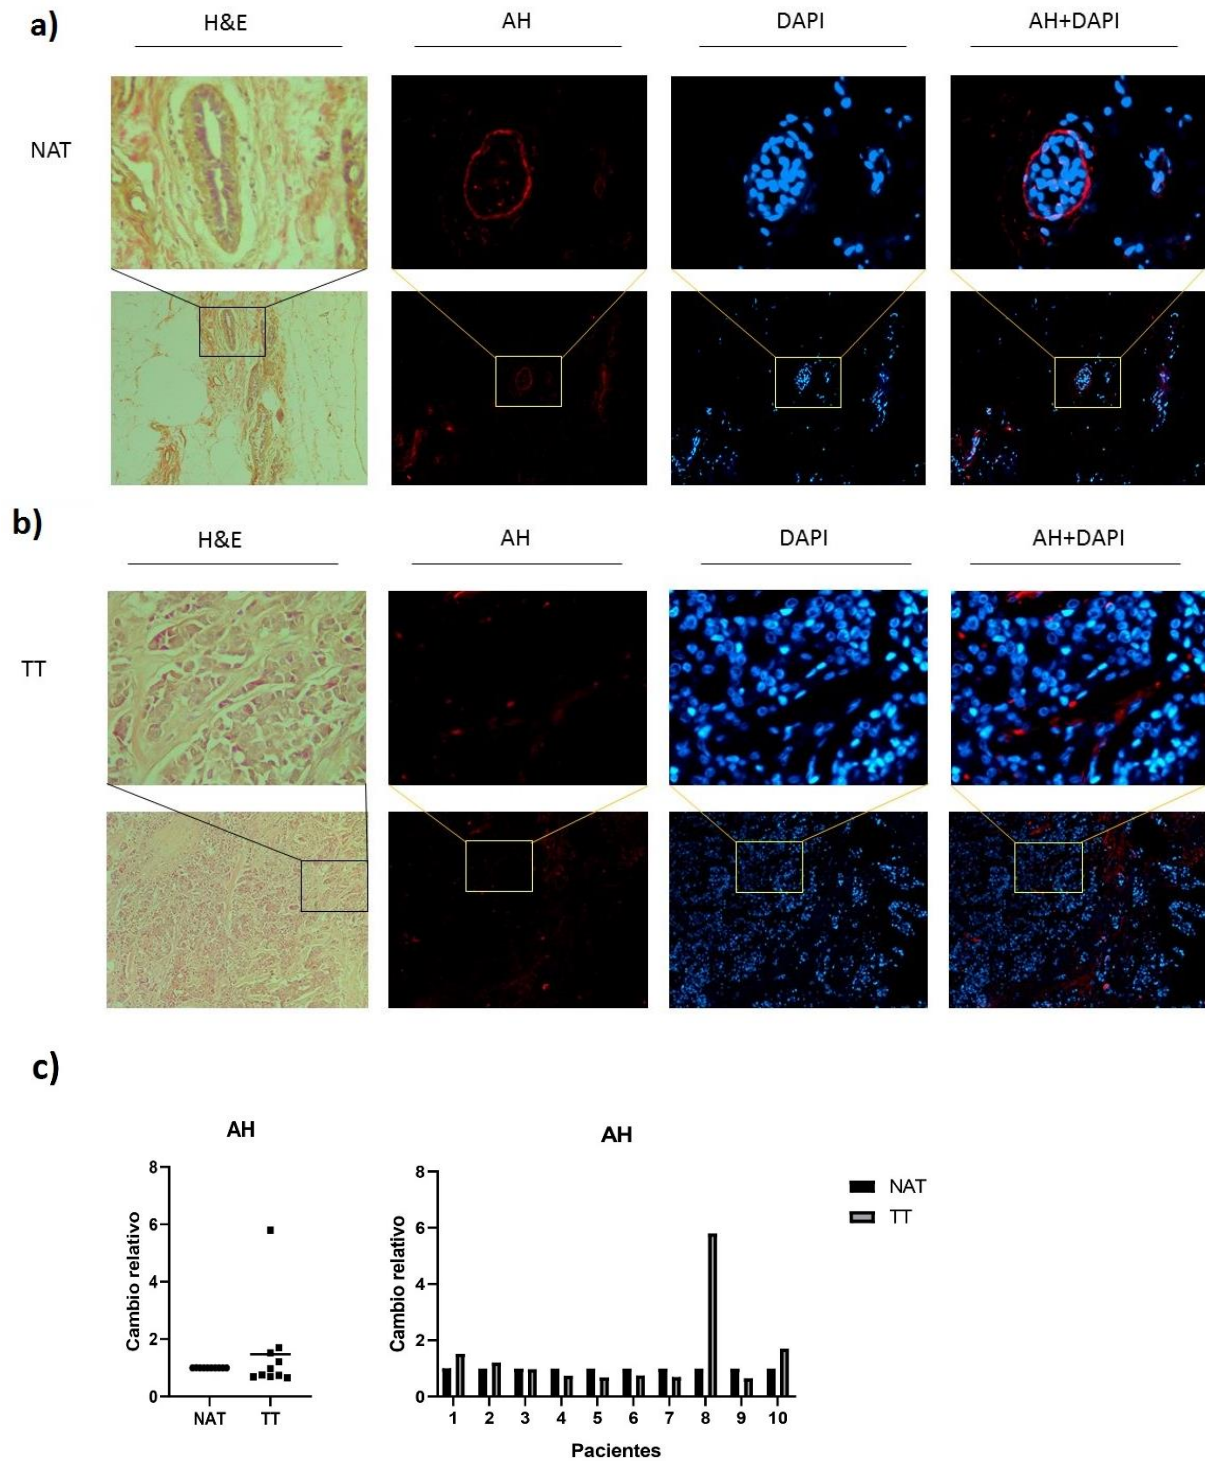 a)
H&E AH DAPI AH+DAPI
NAT
b)
H&E AH DAPI AH+DAPI
TT
c)
AH
Cambio relativo
8
6
4
2
0
NAT TT
AH
Cambio relativo
8
6
4
2
0
1 2 3 4 5 6 7 8 9 10
Pacientes
NAT
TT